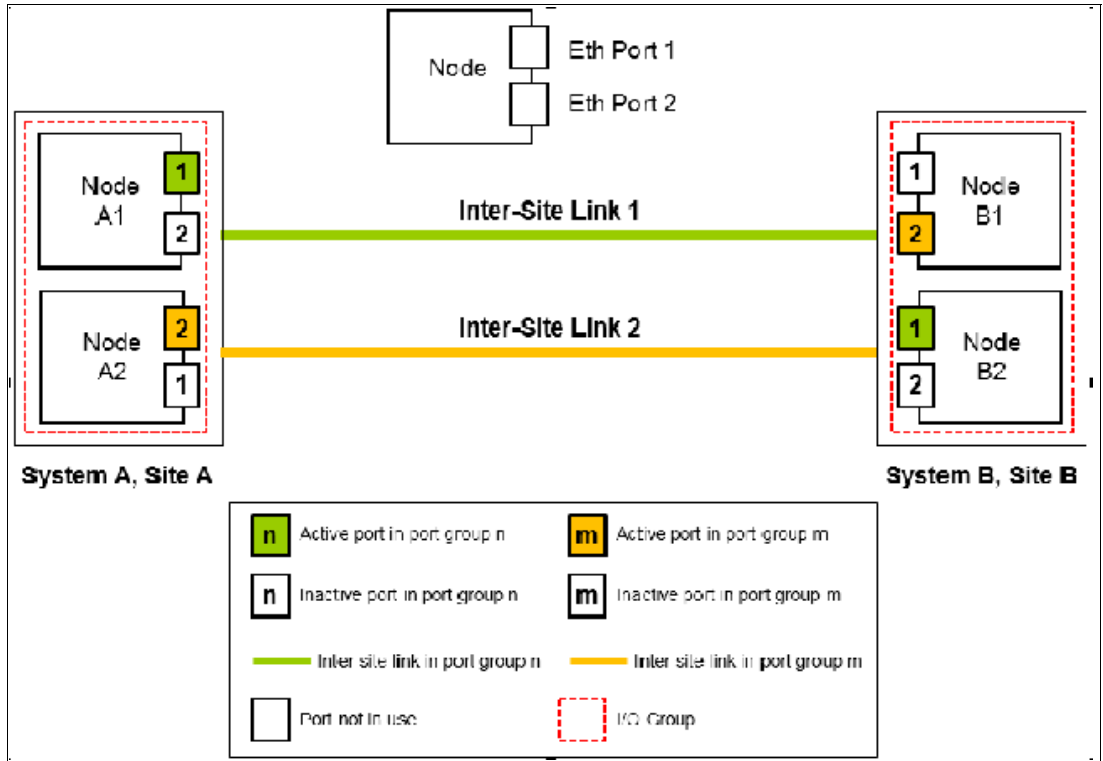 Node
Eth Port 1
Eth Port 2
Node
A1
1
2
Node
A2
2
1
Inter-Site Link 1
Inter-Site Link 2
1
2
Node
B1
1
2
Node
B2
System A, Site A
System B, Site B
n Active port in port group n
m Active port in port group m
n Inactive port in port group n
m Inactive port in port group m
Inter site link in port group n
Inter site link in port group m
Port not in use
I/O Group